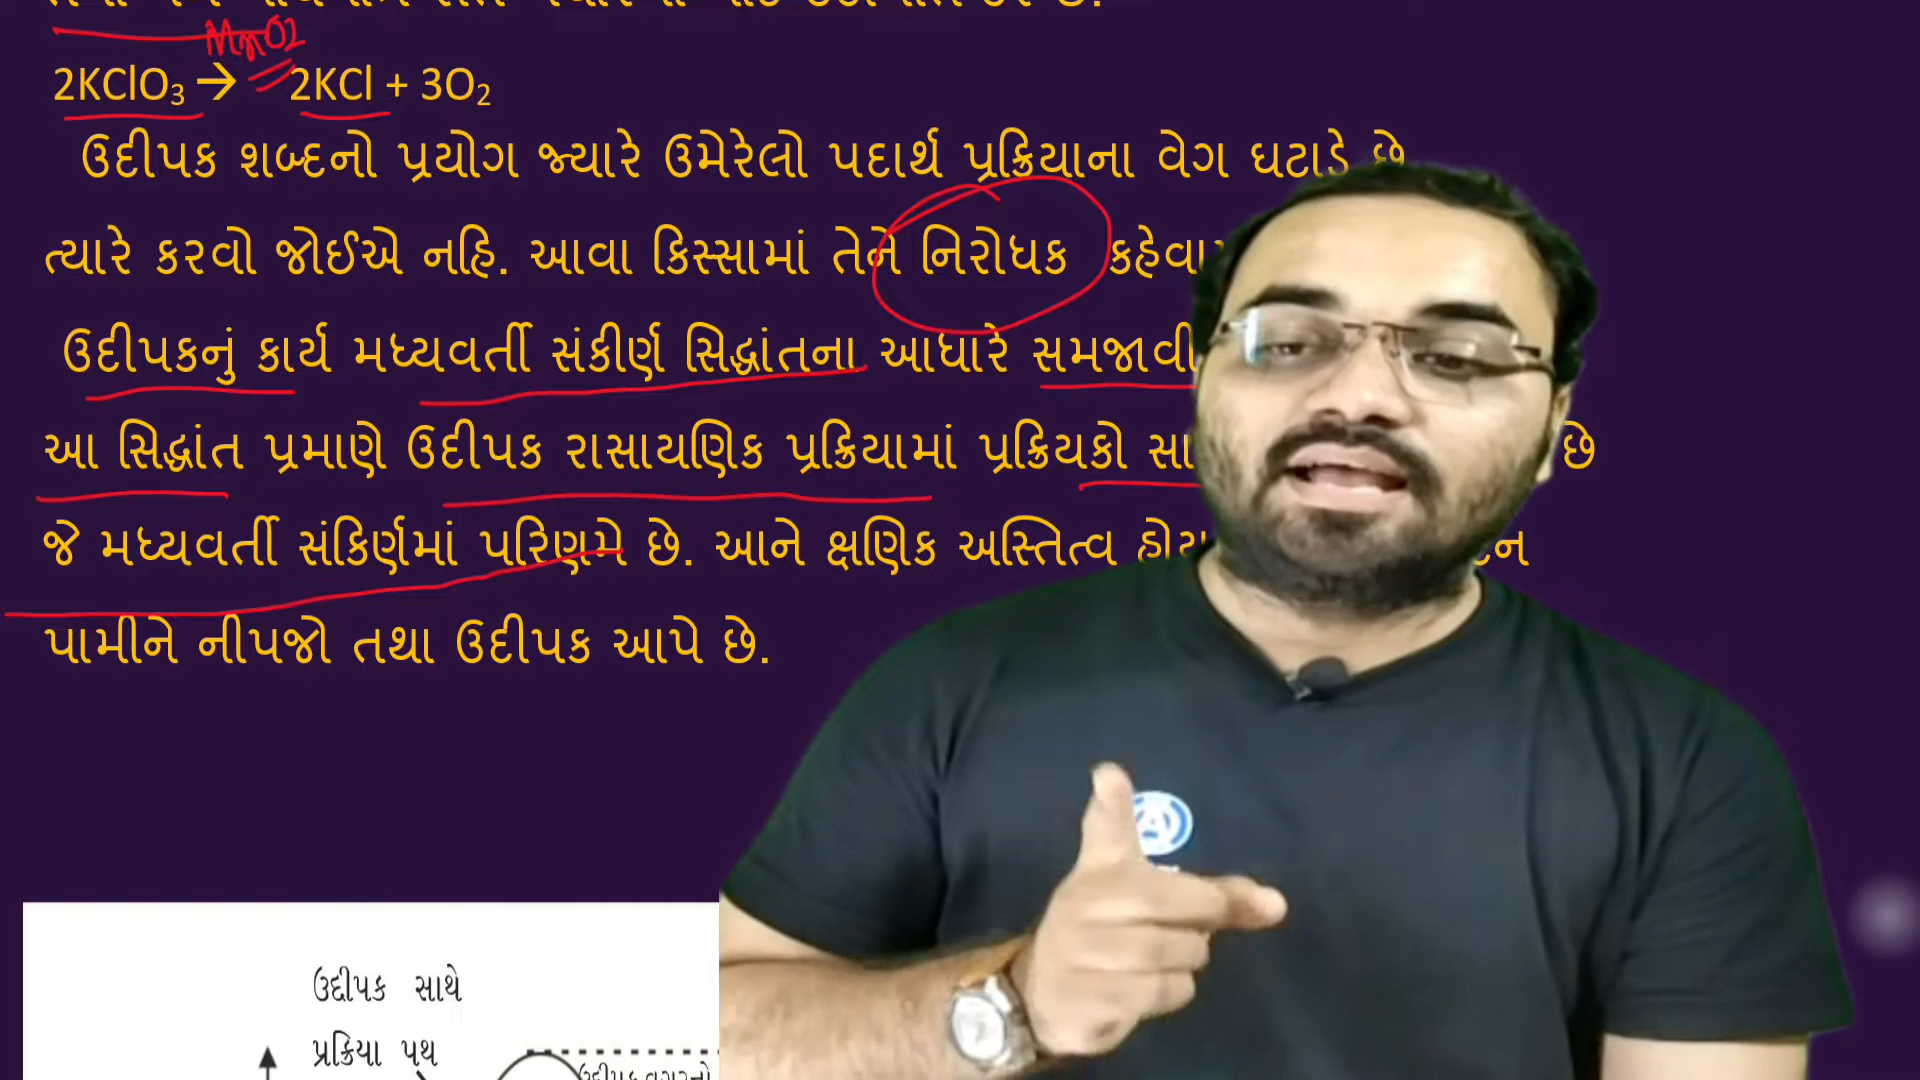 MnO2
2KClO₃ → 2KCl + 3O₂
ઉદીપક શબ્દનો પ્રયોગ જ્યારે ઉમેરેલો પદાર્થ પ્રક્રિયાના વેગ ઘટાડે છે
ત્યારે કરવો જોઈએ નહિ. આવા કિસ્સામાં તેને નિરોધક
ઉદીપકનું કાર્ય મધ્યવર્તી સંકીર્ણ સિદ્ધાંતના આધારે
આ સિદ્ધાંત પ્રમાણે ઉદીપક રાસાયણિક પ્રક્રિયામાં પ્રક્રિયકો છે
જે મધ્યવર્તી સંકિર્ણમાં પરિણમે છે. આને ક્ષણિક અસ્તિત્વ
પામીને નીપજો તથા ઉદીપક આપે છે.
ઉદ્દીપક સાથે
પ્રક્રિયા પથ